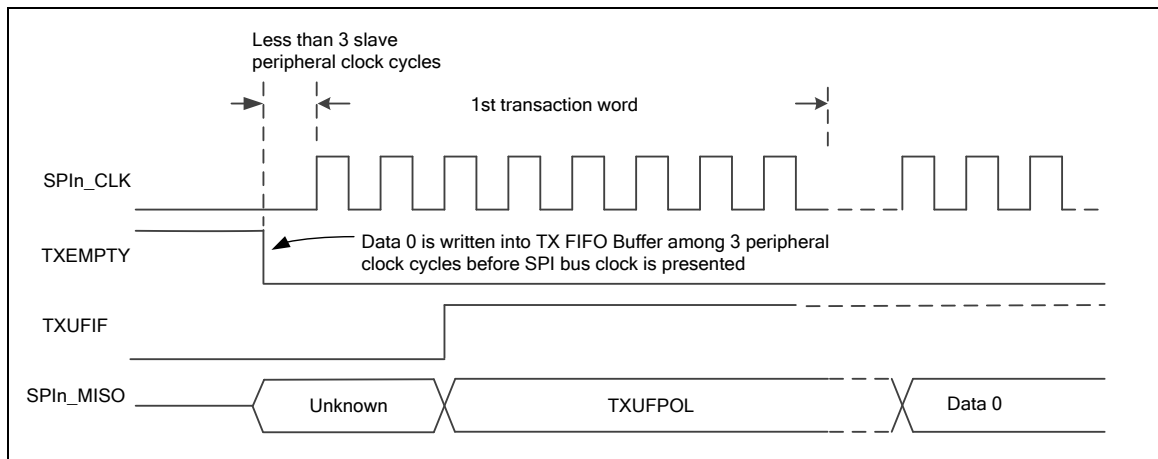 Less than 3 slave
peripheral clock cycles
1st transaction word
SPIn_CLK
TXEMPTY
Data 0 is written into TX FIFO Buffer among 3 peripheral
clock cycles before SPI bus clock is presented
TXUFIF
SPIn_MISO
Unknown
TXUFPOL
Data 0